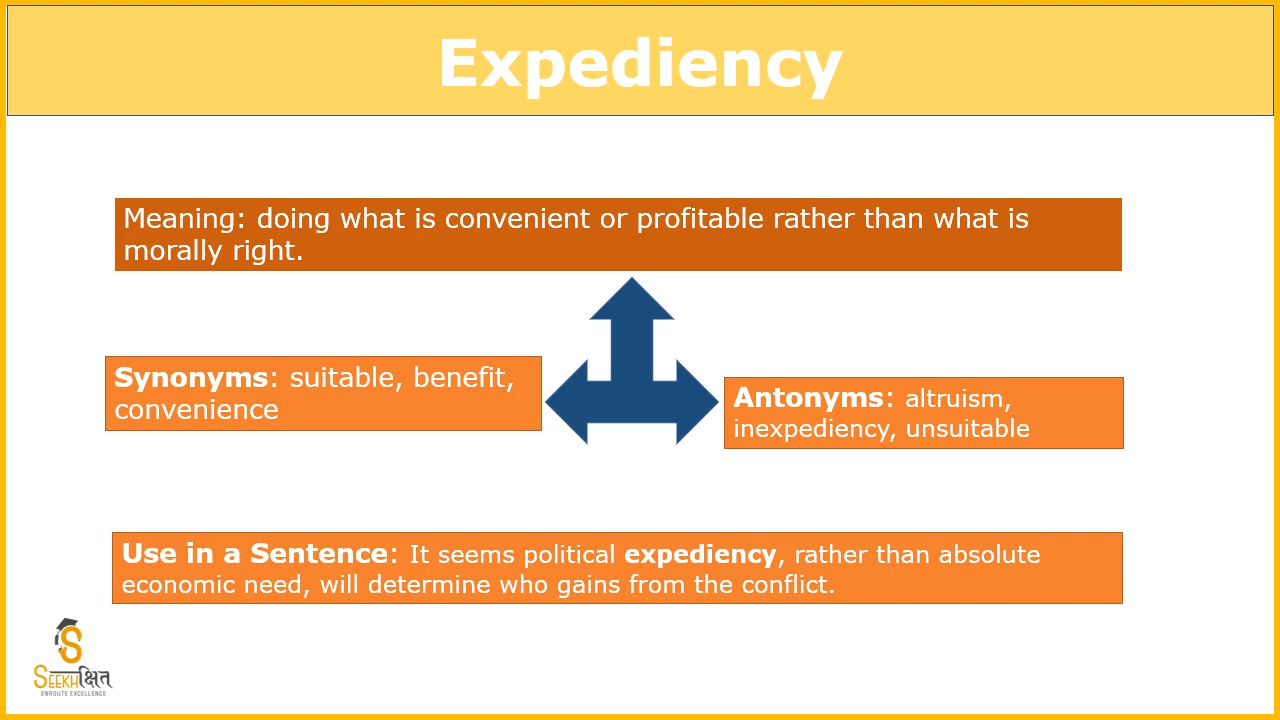 Expediency
Meaning: doing what is convenient or profitable rather than what is
morally right.
Synonyms: suitable, benefit,
convenience
Antonyms: altruism,
inexpediency, unsuitable
Use in a Sentence: It seems political expediency, rather than absolute
economic need, will determine who gains from the conflict.
S
SEEKHक्षित
ENROUTE EXCELLENCE